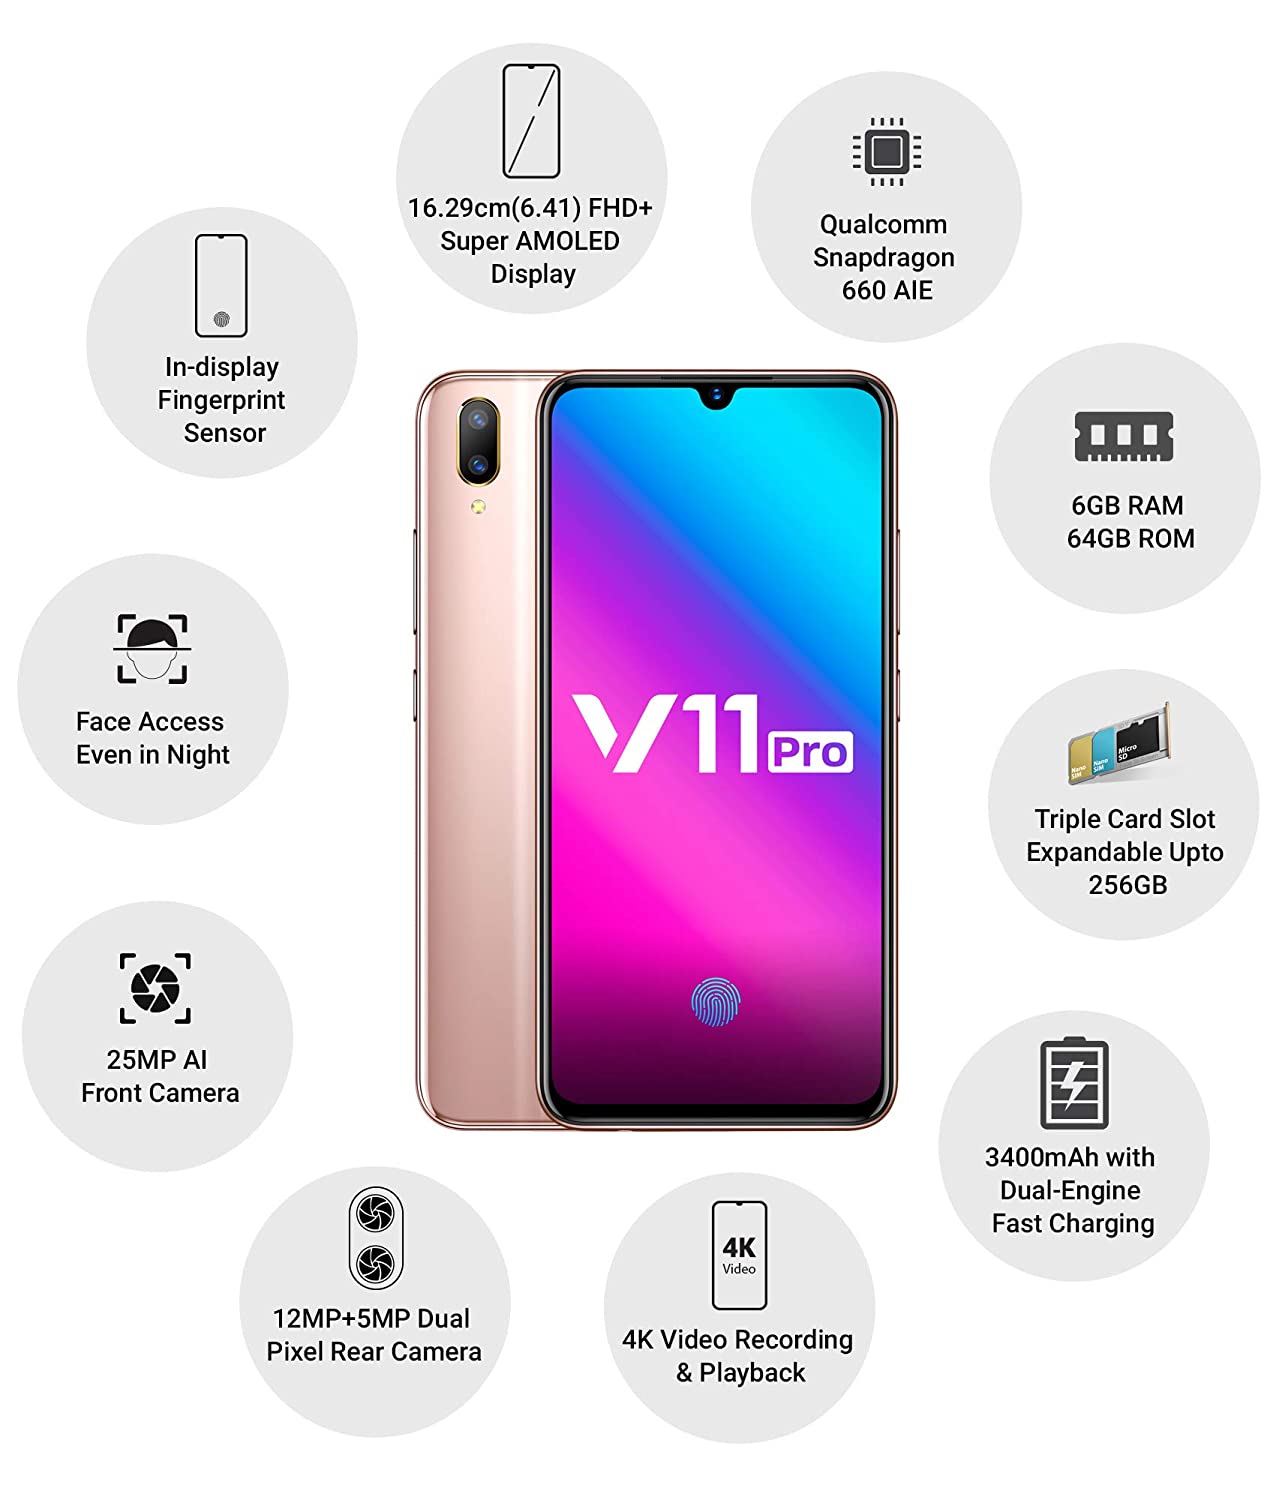 16.29cm(6.41) FHD+
Super AMOLED
Display
Qualcomm
Snapdragon
660 AIE
In-display
Fingerprint
Sensor
6GB RAM
64GB ROM
Face Access
Even in Night
V11 Pro
Nano
SIM
Nano
SIM
Micro
SD
Triple Card Slot
Expandable Upto
256GB
25MP AI
Front Camera
3400mAh with
Dual-Engine
Fast Charging
12MP+5MP Dual
Pixel Rear Camera
4K
Video
4K Video Recording
& Playback